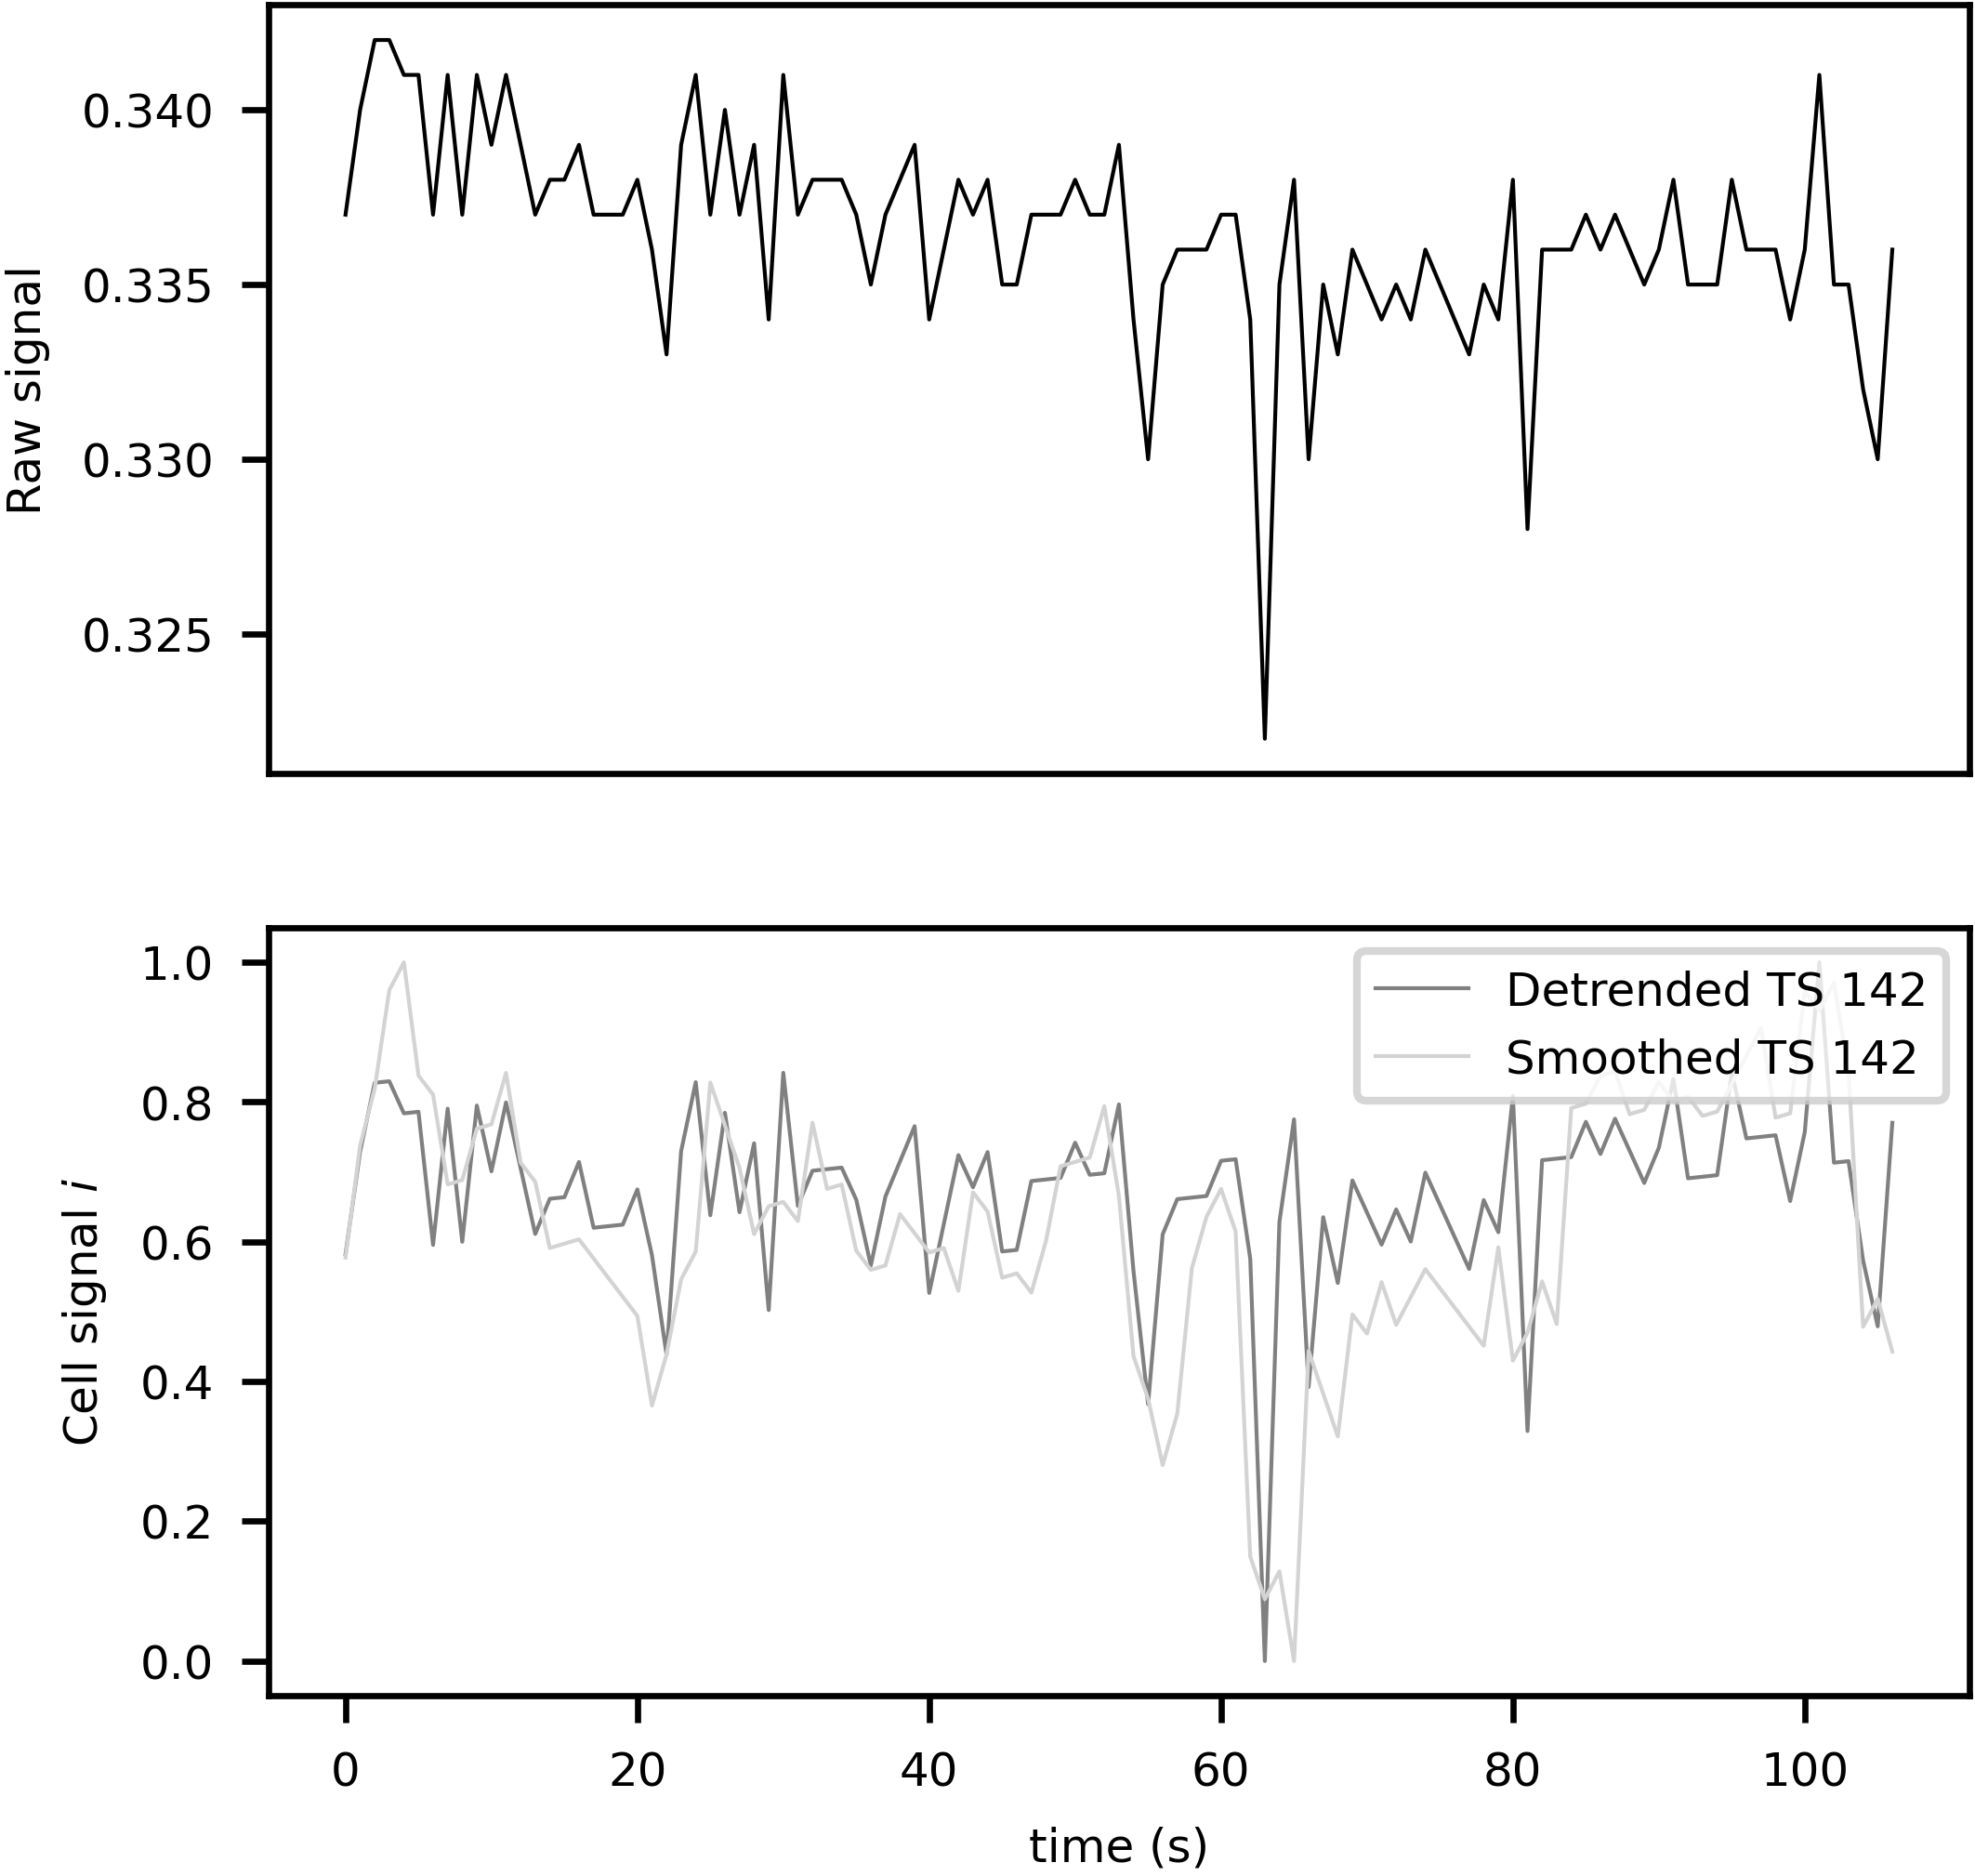 0.340
0.335
0.330
0.325
Raw signal
1.0
0.8
0.6
0.4
0.2
0.0
Cell signal i
Detrended TS 142
Smoothed TS 142
0 20 40 60 80 100
time (s)